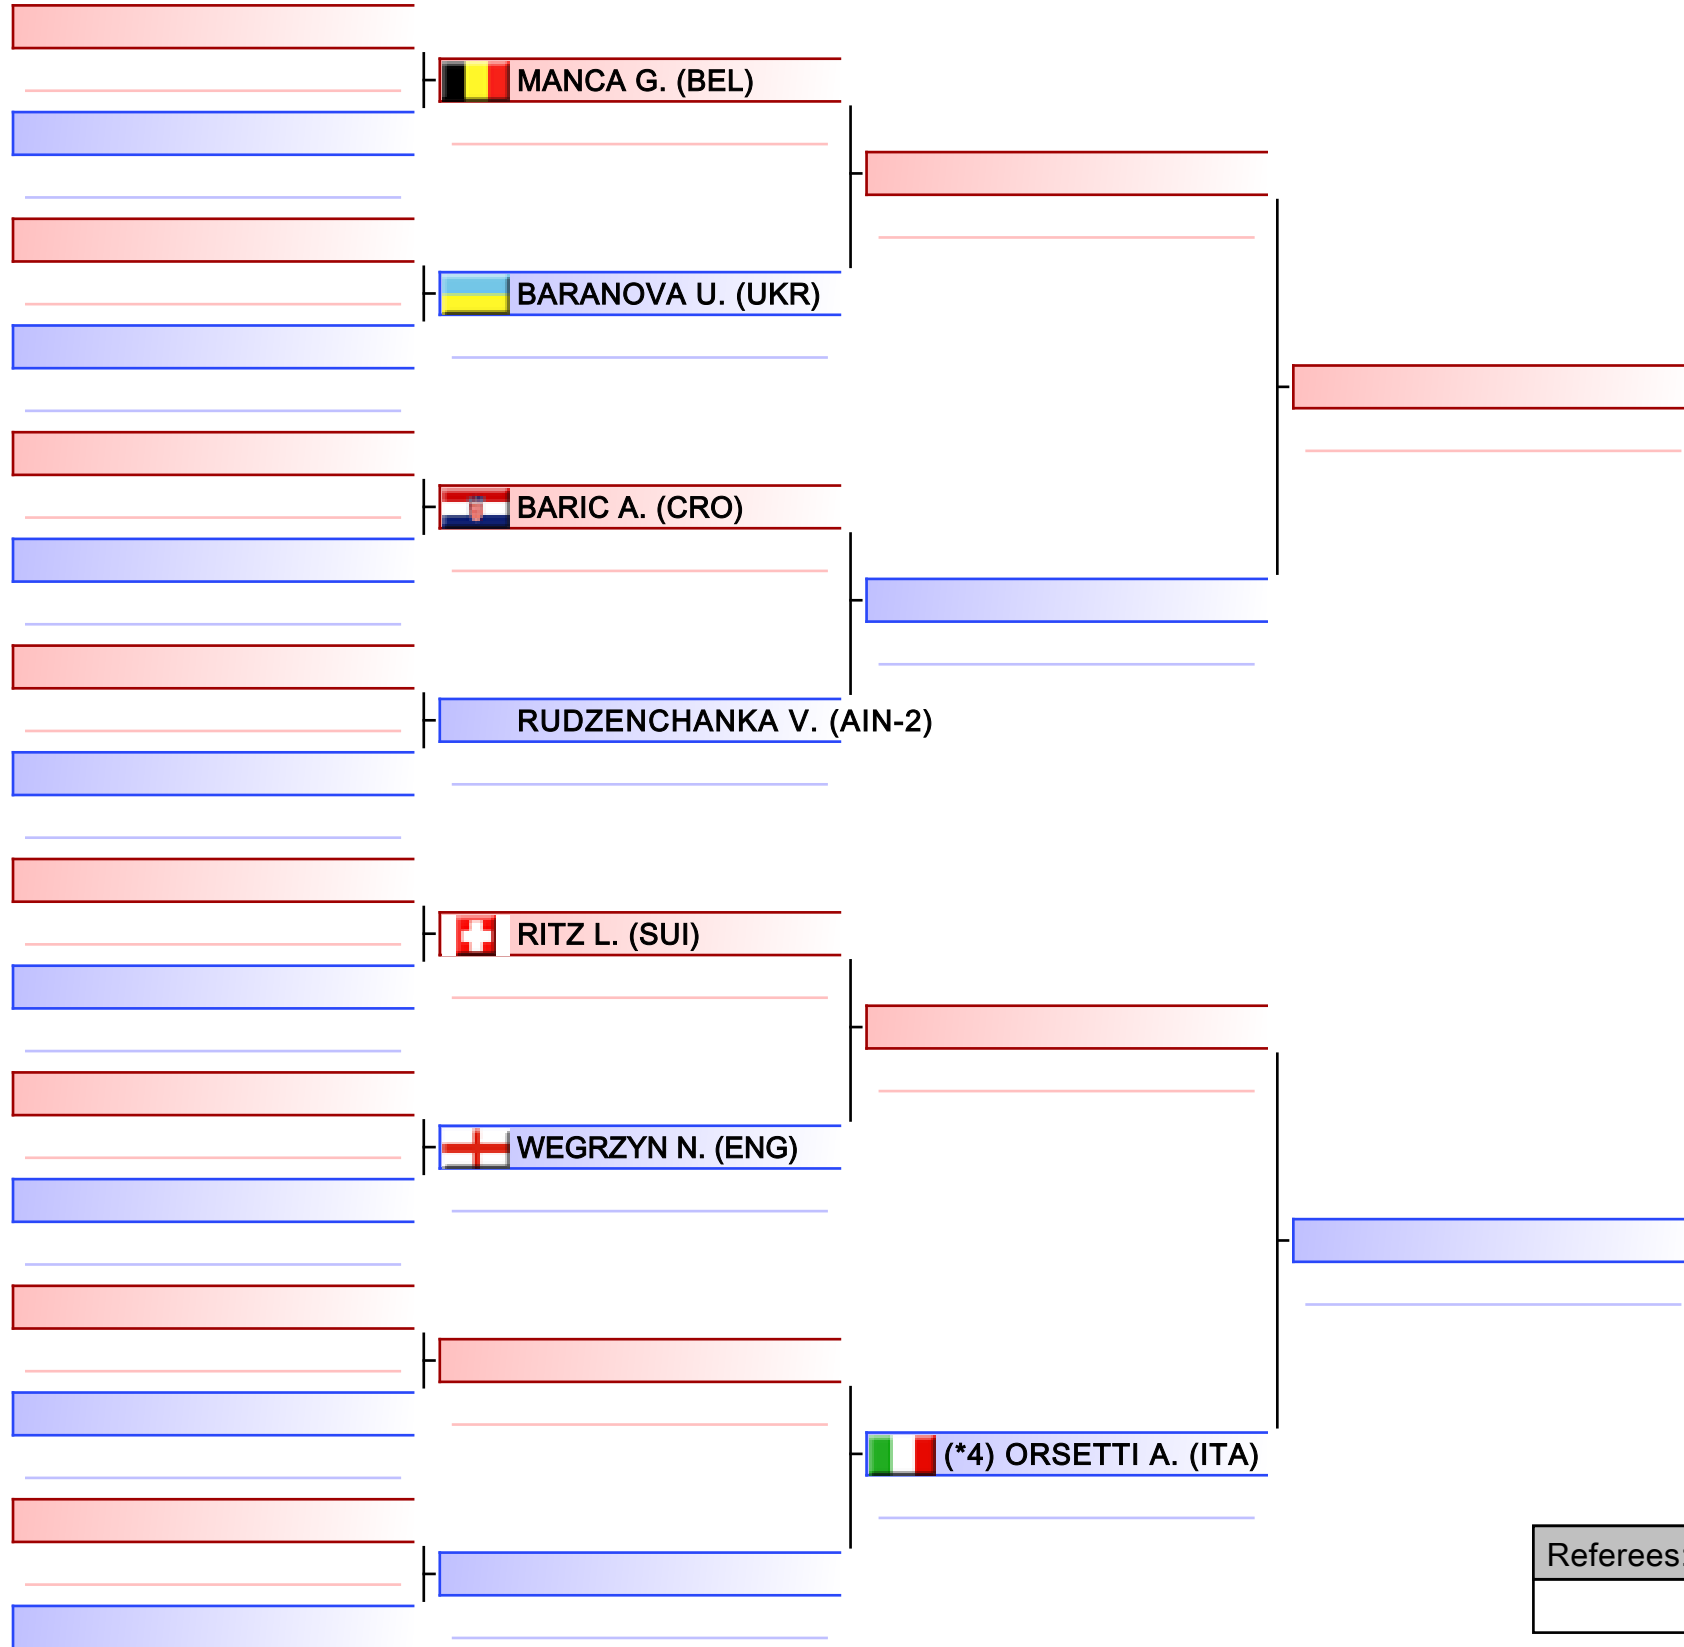 MANCA G. (BEL)
BARANOVA U. (UKR)
BARIC A. (CRO)
RUDZENCHANKA V. (AIN-2)
RITZ L. (SUI)
WEGRZYN N. (ENG)
(*4) ORSETTI A. (ITA)
Referees: